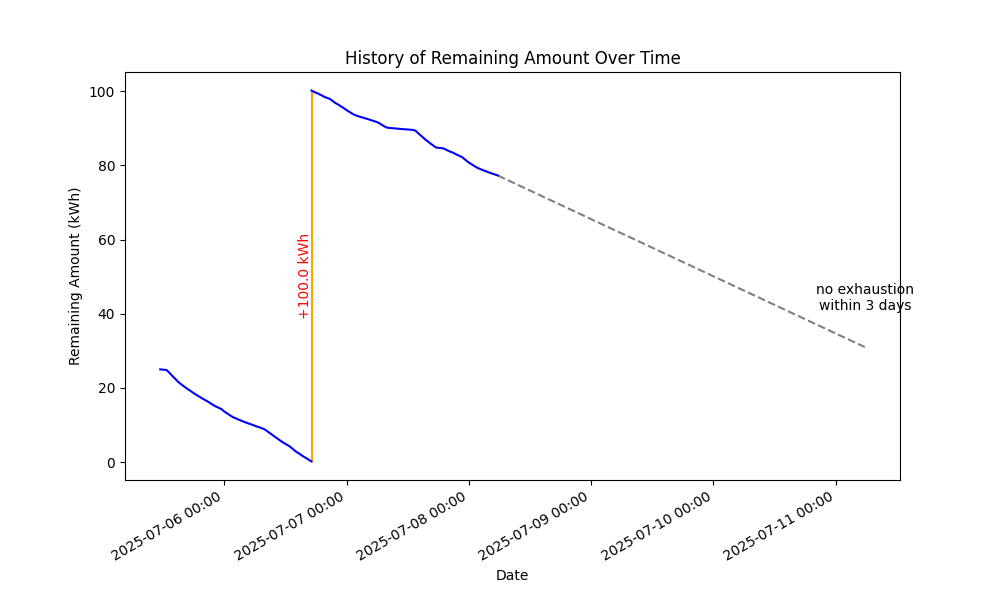 History of Remaining Amount Over Time
Remaining Amount (kWh)
100
80
60
40
20
0
+100.0 kWh
no exhaustion
within 3 days
2025-07-06 00:00
2025-07-07 00:00
2025-07-08 00:00
2025-07-09 00:00
2025-07-10 00:00
2025-07-11 00:00
Date